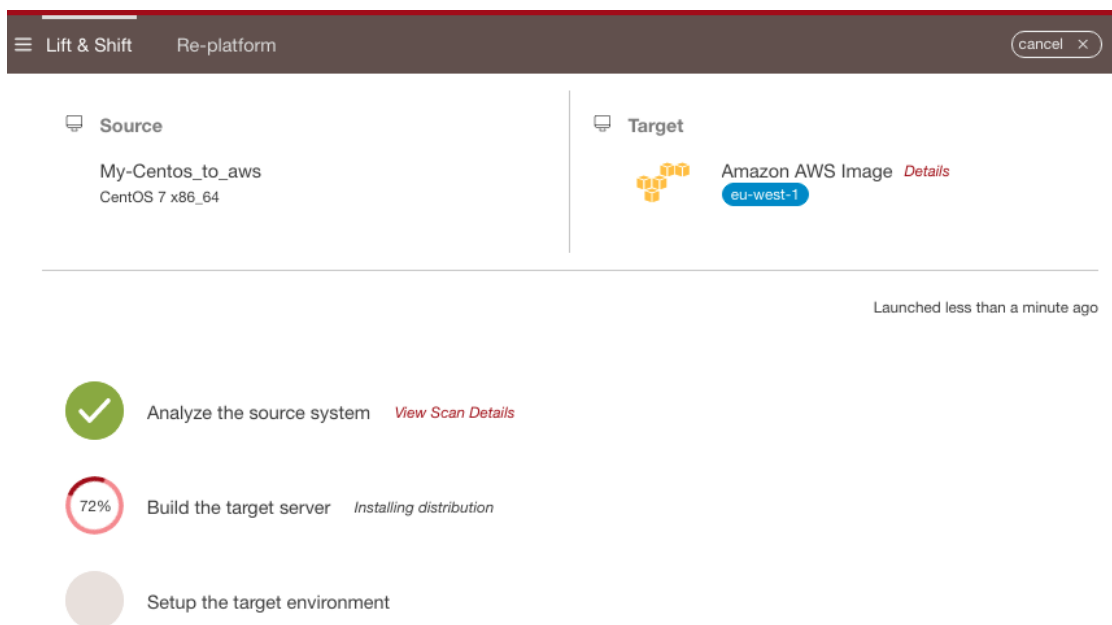 Lift & Shift Re-platform cancel ×
Source
My-Centos_to_aws
CentOS 7 x86_64
Target
Amazon AWS Image Details
eu-west-1
Launched less than a minute ago
Analyze the source system View Scan Details
72% Build the target server Installing distribution
Setup the target environment